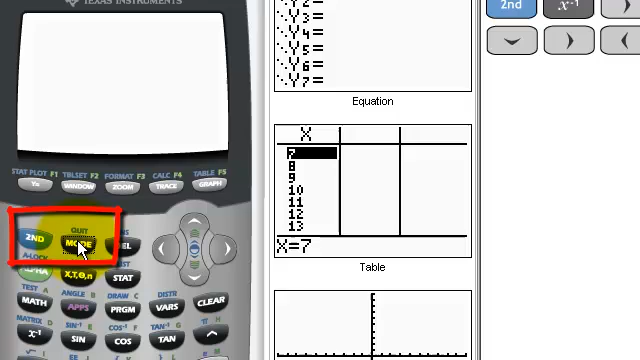 TEXAS INSTRUMENTS
STAT PLOT F1 TBLSET F2 FORMAT F3 CALC F4 TABLE F5
Y= WINDOW ZOOM TRACE GRAPH
QUIT
2ND MODE DEL
A-LOCK
ALPHA X,T,Θ,n STAT
TEST A ANGLE B DRAW C DISTR
MATH APPS PRGM VARS CLEAR
MATRIX D SIN⁻¹ E COS⁻¹ F TAN⁻¹ G π H
x⁻¹ SIN COS TAN ^
Y2=
Y3=
Y4=
Y5=
Y6=
Y7=
Equation
X
7
8
9
10
11
12
13
X=7
Table
2nd x⁻¹